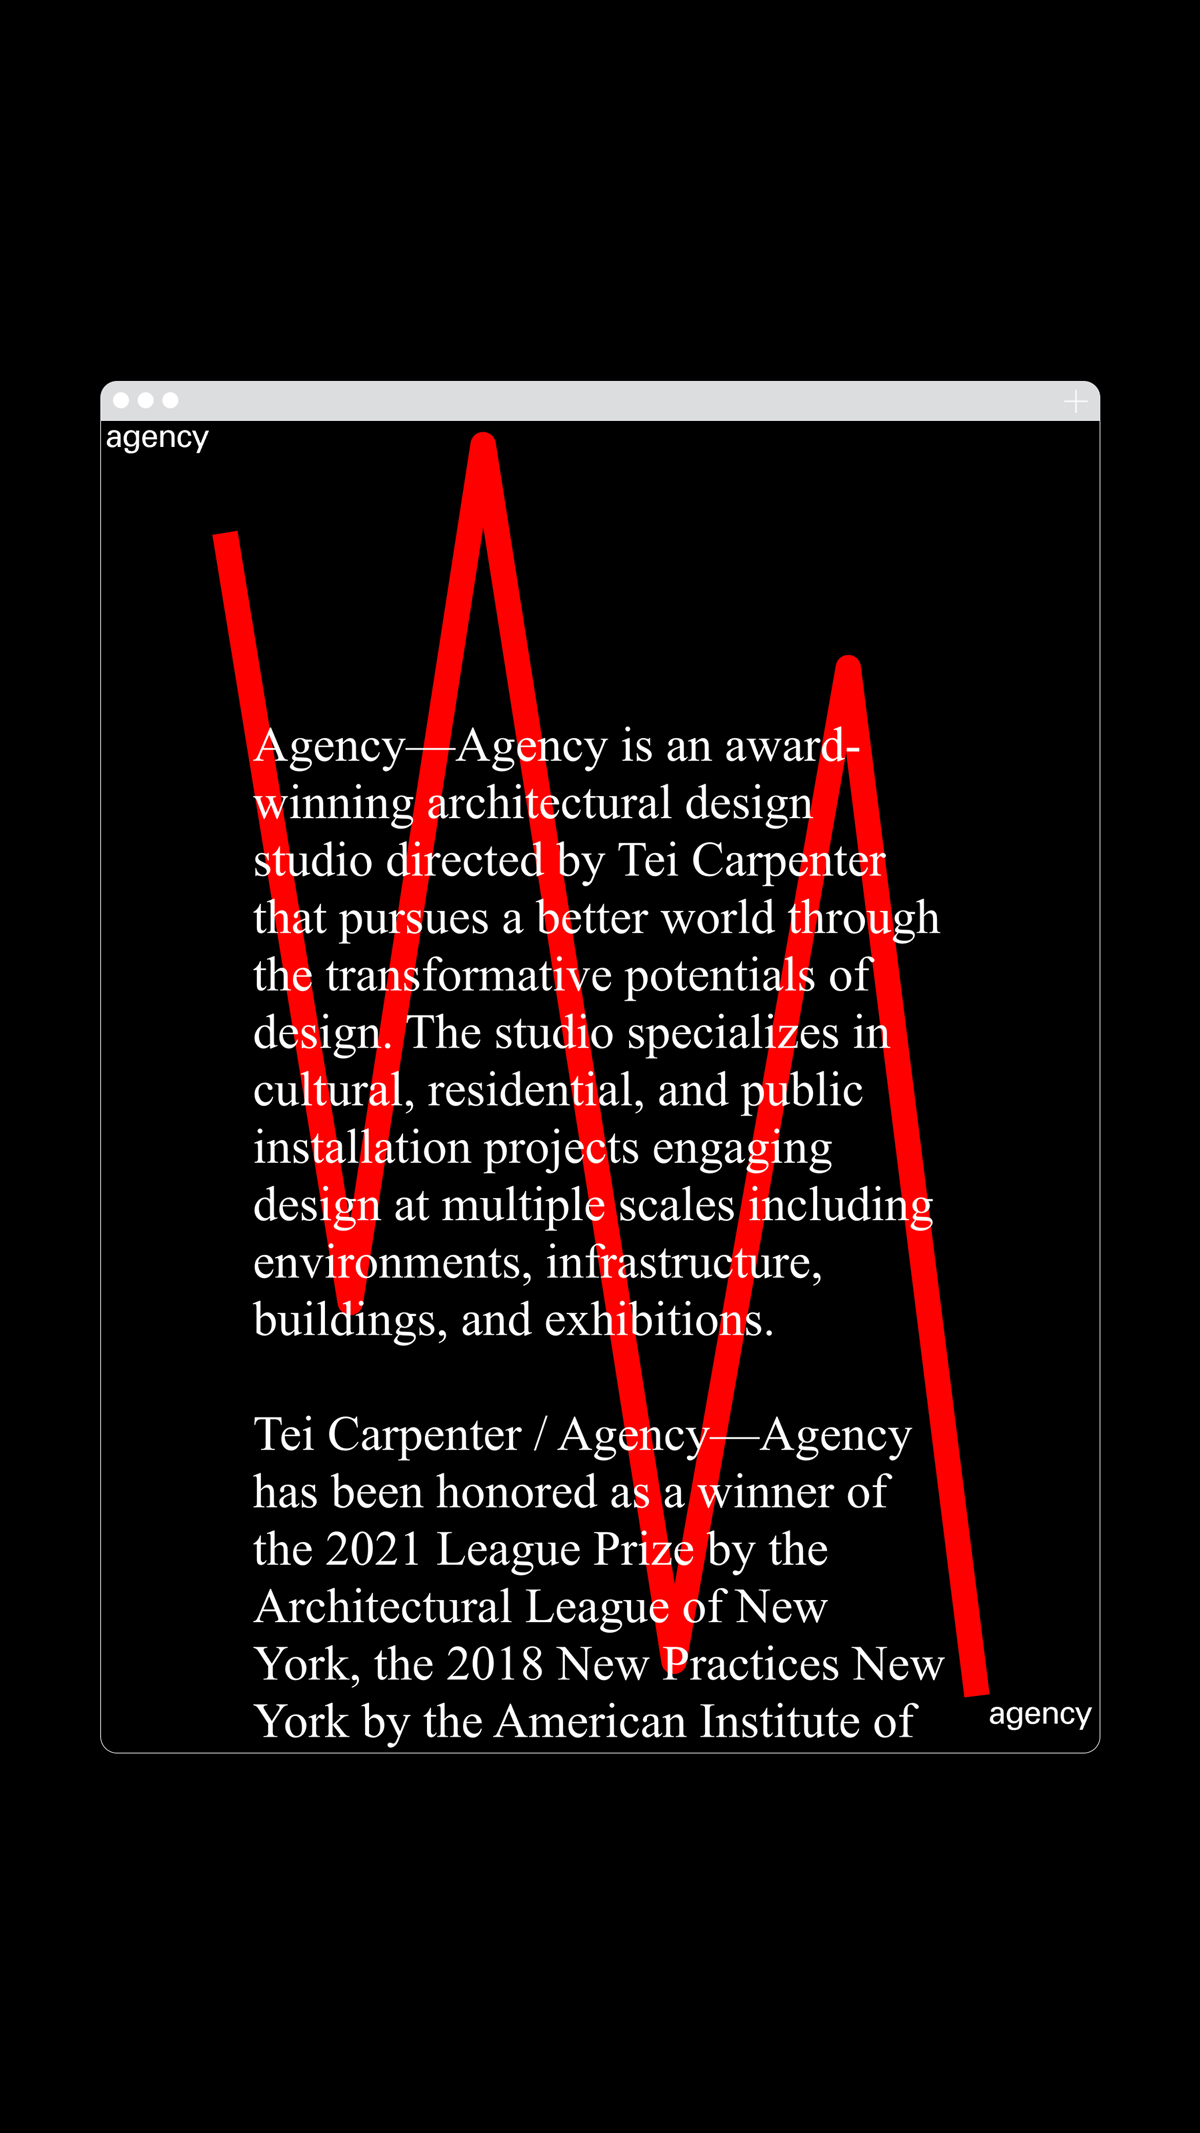 agency
Agency—Agency is an award-
winning architectural design
studio directed by Tei Carpenter
that pursues a better world through
the transformative potentials of
design. The studio specializes in
cultural, residential, and public
installation projects engaging
design at multiple scales including
environments, infrastructure,
buildings, and exhibitions.
Tei Carpenter / Agency—Agency
has been honored as a winner of
the 2021 League Prize by the
Architectural League of New
York, the 2018 New Practices New
York by the American Institute of
agency